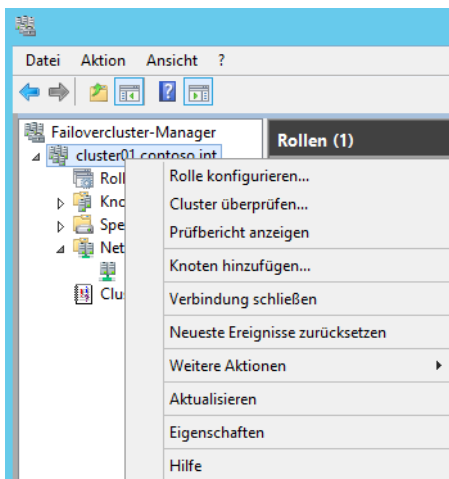 Datei Aktion Ansicht ?
Failovercluster-Manager
Rollen (1)
cluster01.contoso.int
Rolle konfigurieren...
Cluster überprüfen...
Prüfbericht anzeigen
Knoten hinzufügen...
Verbindung schließen
Neueste Ereignisse zurücksetzen
Weitere Aktionen
Aktualisieren
Eigenschaften
Hilfe